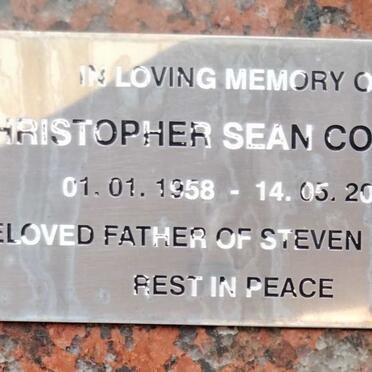 IN LOVING MEMORY O
HRISTOPHER SEAN CO
01. 01. 1958 - 14. 05. 20
ELOVED FATHER OF STEVEN
REST IN PEACE